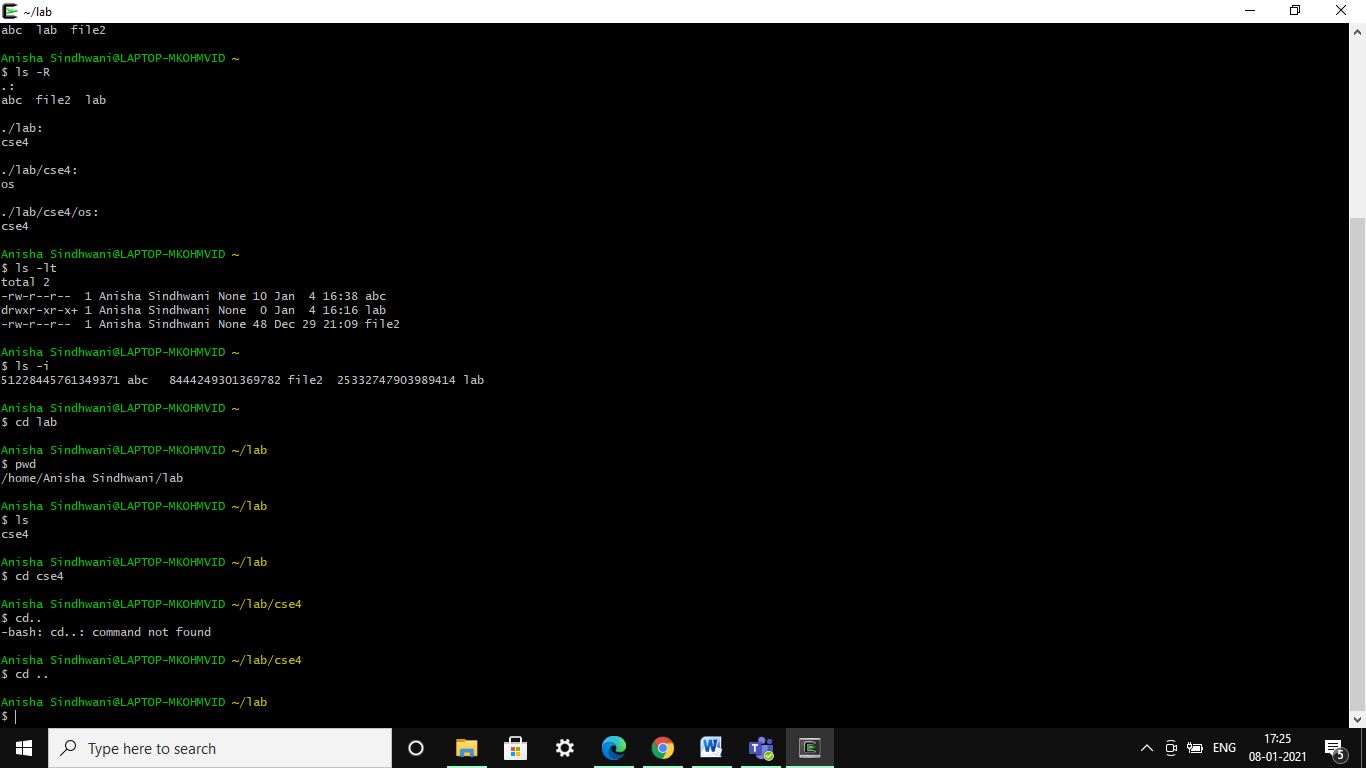 ~/lab
abc  lab  file2
Anisha Sindhwani@LAPTOP-MKOHMVID ~
$ ls -R
.:
abc  file2  lab
./lab:
cse4
./lab/cse4:
os
./lab/cse4/os:
cse4
Anisha Sindhwani@LAPTOP-MKOHMVID ~
$ ls -lt
total 2
-rw-r--r--  1 Anisha Sindhwani None 10 Jan  4 16:38 abc
drwxr-xr-x+ 1 Anisha Sindhwani None  0 Jan  4 16:16 lab
-rw-r--r--  1 Anisha Sindhwani None 48 Dec 29 21:09 file2
Anisha Sindhwani@LAPTOP-MKOHMVID ~
$ ls -i
51228445761349371 abc   8444249301369782 file2  25332747903989414 lab
Anisha Sindhwani@LAPTOP-MKOHMVID ~
$ cd lab
Anisha Sindhwani@LAPTOP-MKOHMVID ~/lab
$ pwd
/home/Anisha Sindhwani/lab
Anisha Sindhwani@LAPTOP-MKOHMVID ~/lab
$ ls
cse4
Anisha Sindhwani@LAPTOP-MKOHMVID ~/lab
$ cd cse4
Anisha Sindhwani@LAPTOP-MKOHMVID ~/lab/cse4
$ cd..
-bash: cd..: command not found
Anisha Sindhwani@LAPTOP-MKOHMVID ~/lab/cse4
$ cd ..
Anisha Sindhwani@LAPTOP-MKOHMVID ~/lab
$
Type here to search
ENG
17:25
08-01-2021
5